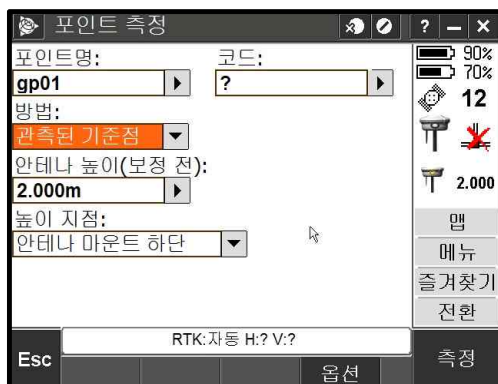 포인트 측정
? – ×
포인트명:
코드:
gp01
?
방법:
관측된 기준점
안테나 높이(보정 전):
2.000m
높이 지점:
안테나 마운트 하단
90%
70%
12
2.000
맵
메뉴
즐겨찾기
전환
RTK:자동 H:? V:?
Esc
옵션
측정